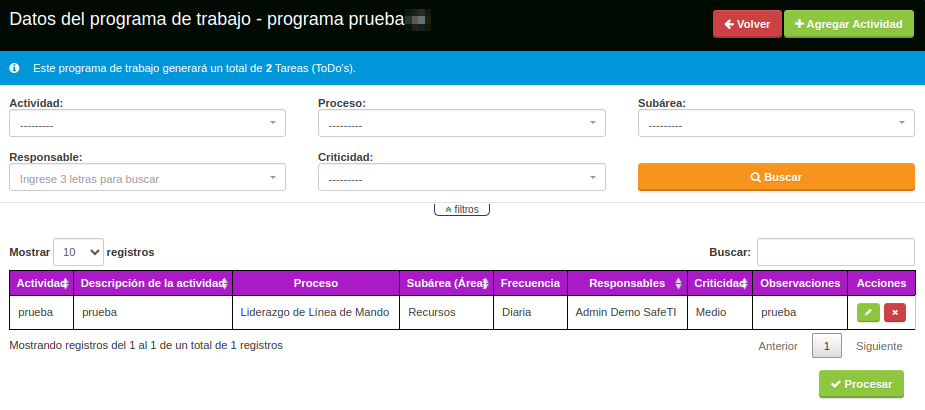 Datos del programa de trabajo - programa prueba
Volver
Agregar Actividad
Este programa de trabajo generará un total de 2 Tareas (ToDo's).
Actividad: Proceso: Subárea:
--------- --------- ---------
Responsable: Criticidad:
Ingrese 3 letras para buscar --------- Buscar
filtros
Mostrar 10 registros Buscar:
Actividad Descripción de la actividad Proceso Subárea (Área) Frecuencia Responsables Criticidad Observaciones Acciones
prueba prueba Liderazgo de Línea de Mando Recursos Diaria Admin Demo SafeTI Medio prueba
Mostrando registros del 1 al 1 de un total de 1 registros Anterior 1 Siguiente
Procesar